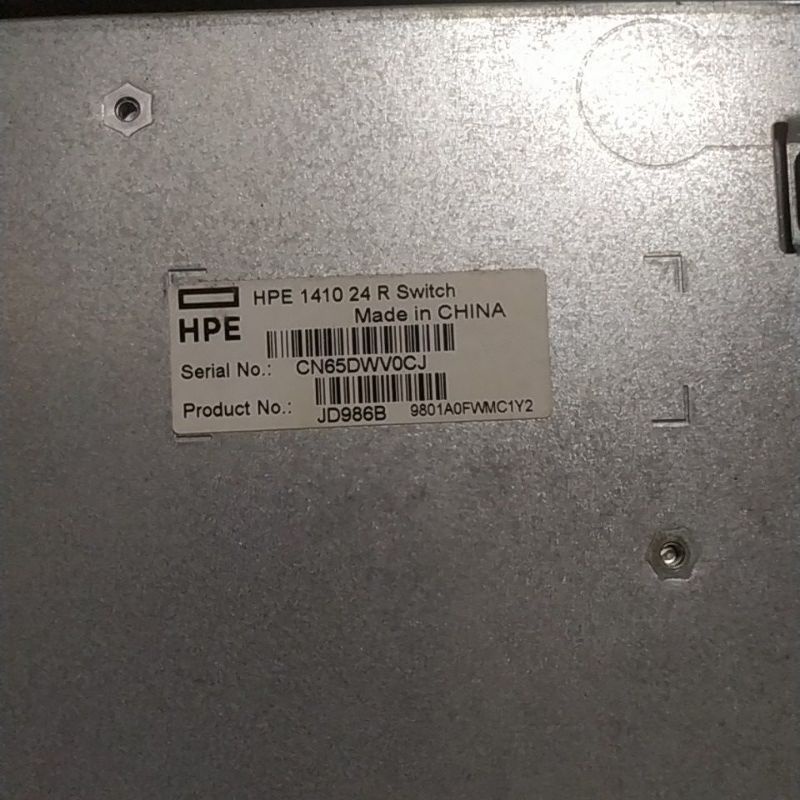 HPE 1410 24 R Switch
Made in CHINA
HPE
Serial No.: CN65DWV0CJ
Product No.: JD986B 9801A0FWMC1Y2